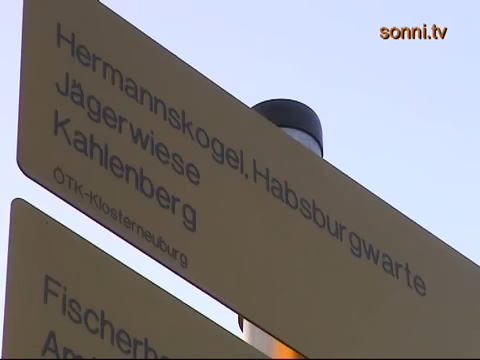 sonni.tv
Hermannskogel, Habsburgwarte
Jägerwiese
Kahlenberg
ÖTK-Klosterneuburg